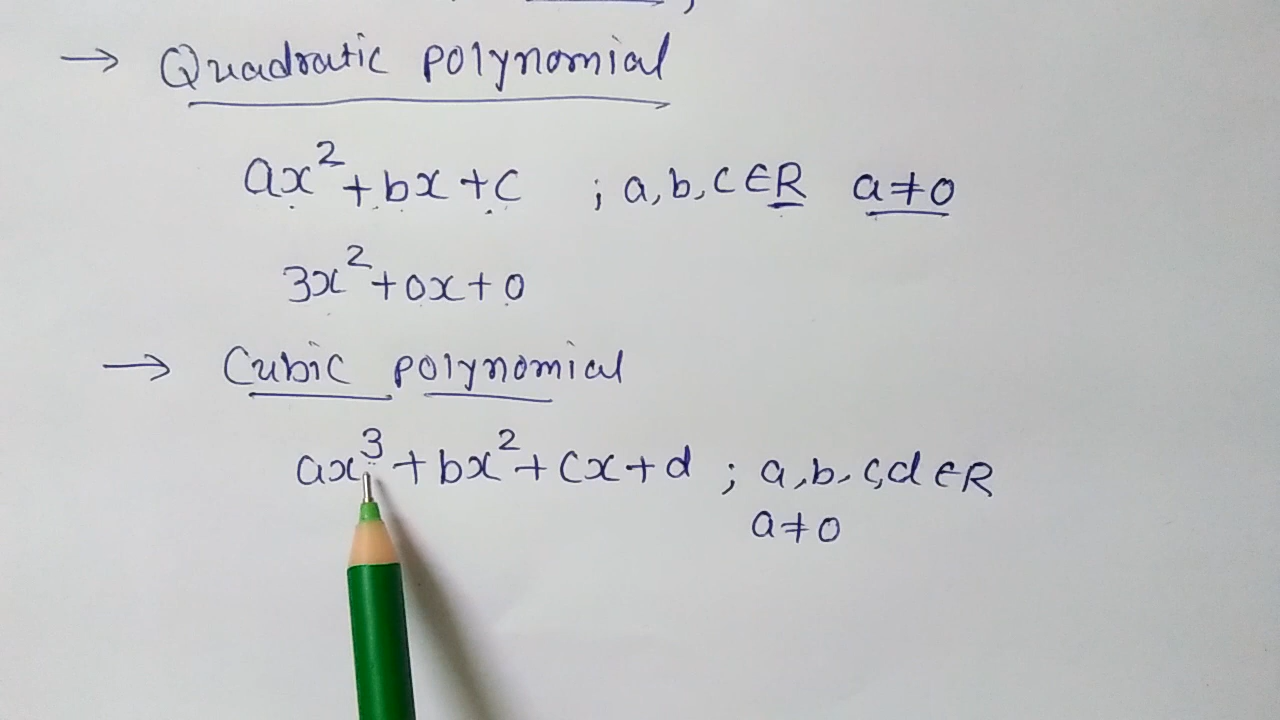 → Quadratic polynomial
ax² + bx + c ; a, b, c ∈ R a ≠ 0
3x² + 0x + 0
→ Cubic polynomial
ax³ + bx² + cx + d ; a, b, c, d ∈ R
a ≠ 0